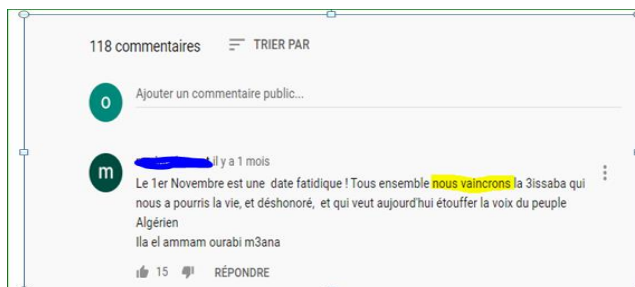 118 commentaires TRIER PAR
O
Ajouter un commentaire public...
m
il y a 1 mois
Le 1er Novembre est une date fatidique ! Tous ensemble nous vaincrons la 3issaba qui
nous a pourris la vie, et déshonoré, et qui veut aujourd'hui étouffer la voix du peuple
Algérien
Ila el ammam ourabi m3ana
15 RÉPONDRE